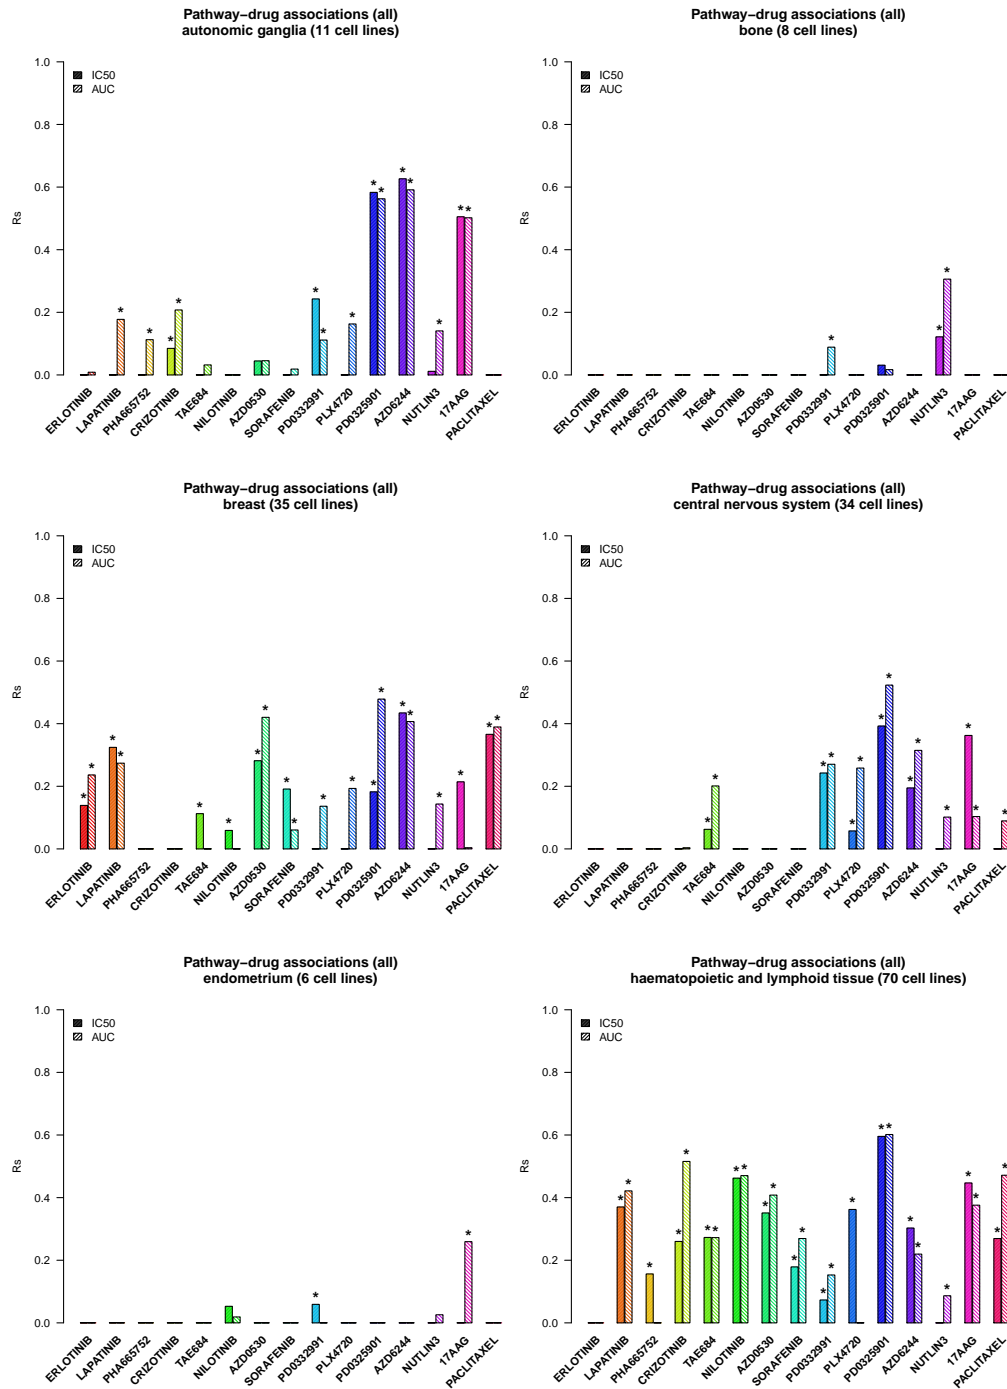 Pathway−drug associations (all)
autonomic ganglia (11 cell lines)
IC50
AUC
Rs
1.0
0.8
0.6
0.4
0.2
0.0
* * * * * * * * * * * * * *
ERLOTINIB
LAPATINIB
PHA665752
CRIZOTINIB
TAE684
NILOTINIB
AZD0530
SORAFENIB
PD0332991
PLX4720
PD0325901
AZD6244
NUTLIN3
17AAG
PACLITAXEL
Pathway−drug associations (all)
bone (8 cell lines)
IC50
AUC
Rs
1.0
0.8
0.6
0.4
0.2
0.0
* * *
ERLOTINIB
LAPATINIB
PHA665752
CRIZOTINIB
TAE684
NILOTINIB
AZD0530
SORAFENIB
PD0332991
PLX4720
PD0325901
AZD6244
NUTLIN3
17AAG
PACLITAXEL
Pathway−drug associations (all)
breast (35 cell lines)
IC50
AUC
Rs
1.0
0.8
0.6
0.4
0.2
0.0
* * * * * * * * * * * * * * * * * * * *
ERLOTINIB
LAPATINIB
PHA665752
CRIZOTINIB
TAE684
NILOTINIB
AZD0530
SORAFENIB
PD0332991
PLX4720
PD0325901
AZD6244
NUTLIN3
17AAG
PACLITAXEL
Pathway−drug associations (all)
central nervous system (34 cell lines)
IC50
AUC
Rs
1.0
0.8
0.6
0.4
0.2
0.0
* * * * * * * * * * * * * *
ERLOTINIB
LAPATINIB
PHA665752
CRIZOTINIB
TAE684
NILOTINIB
AZD0530
SORAFENIB
PD0332991
PLX4720
PD0325901
AZD6244
NUTLIN3
17AAG
PACLITAXEL
Pathway−drug associations (all)
endometrium (6 cell lines)
IC50
AUC
Rs
1.0
0.8
0.6
0.4
0.2
0.0
* *
ERLOTINIB
LAPATINIB
PHA665752
CRIZOTINIB
TAE684
NILOTINIB
AZD0530
SORAFENIB
PD0332991
PLX4720
PD0325901
AZD6244
NUTLIN3
17AAG
PACLITAXEL
Pathway−drug associations (all)
haematopoietic and lymphoid tissue (70 cell lines)
IC50
AUC
Rs
1.0
0.8
0.6
0.4
0.2
0.0
* * * * * * * * * * * * * * * * * * * * * * * * *
ERLOTINIB
LAPATINIB
PHA665752
CRIZOTINIB
TAE684
NILOTINIB
AZD0530
SORAFENIB
PD0332991
PLX4720
PD0325901
AZD6244
NUTLIN3
17AAG
PACLITAXEL